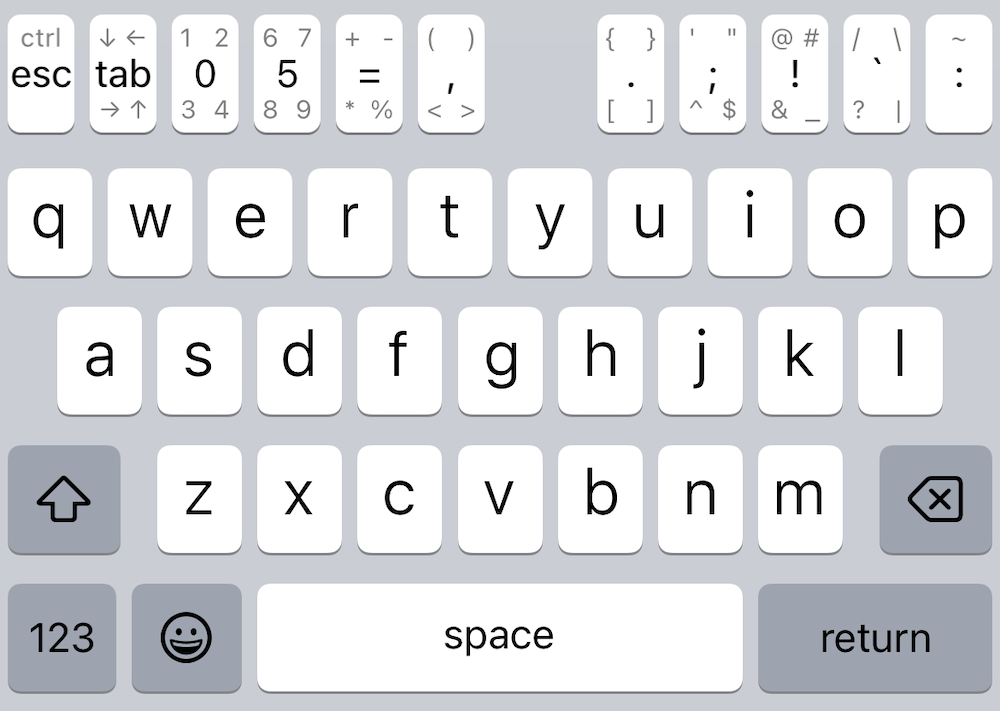 ctrl ↓ ← 1 2 6 7 + - ( ) { } ' " @ # / \ ~
esc tab 0 5 = , . ; ! ` :
→ ↑ 3 4 8 9 * % < > [ ] ^ $ & _ ? |
q w e r t y u i o p
a s d f g h j k l
z x c v b n m
123 space return